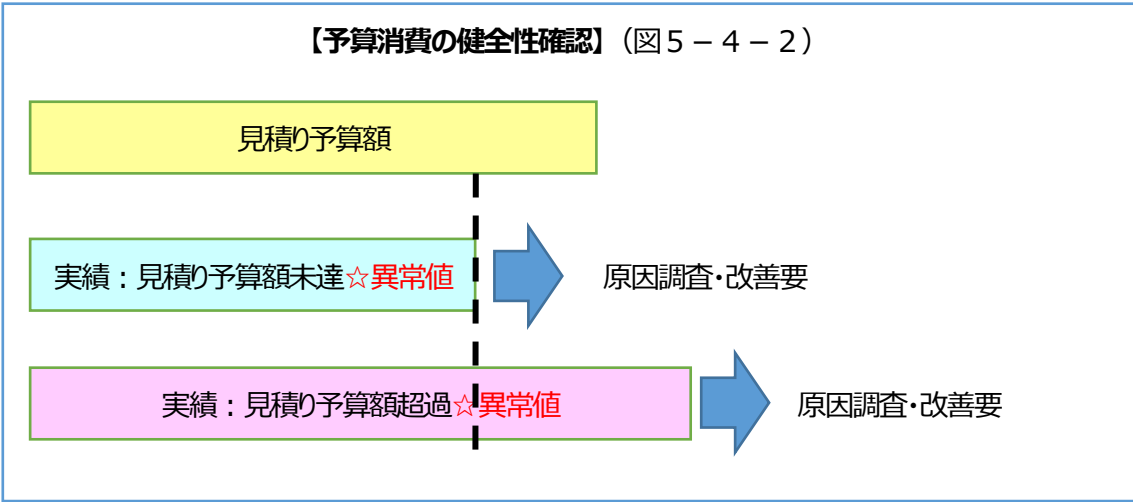 【予算消費の健全性確認】（図５－４－２）
見積り予算額
実績：見積り予算額未達☆異常値
原因調査・改善要
実績：見積り予算額超過☆異常値
原因調査・改善要